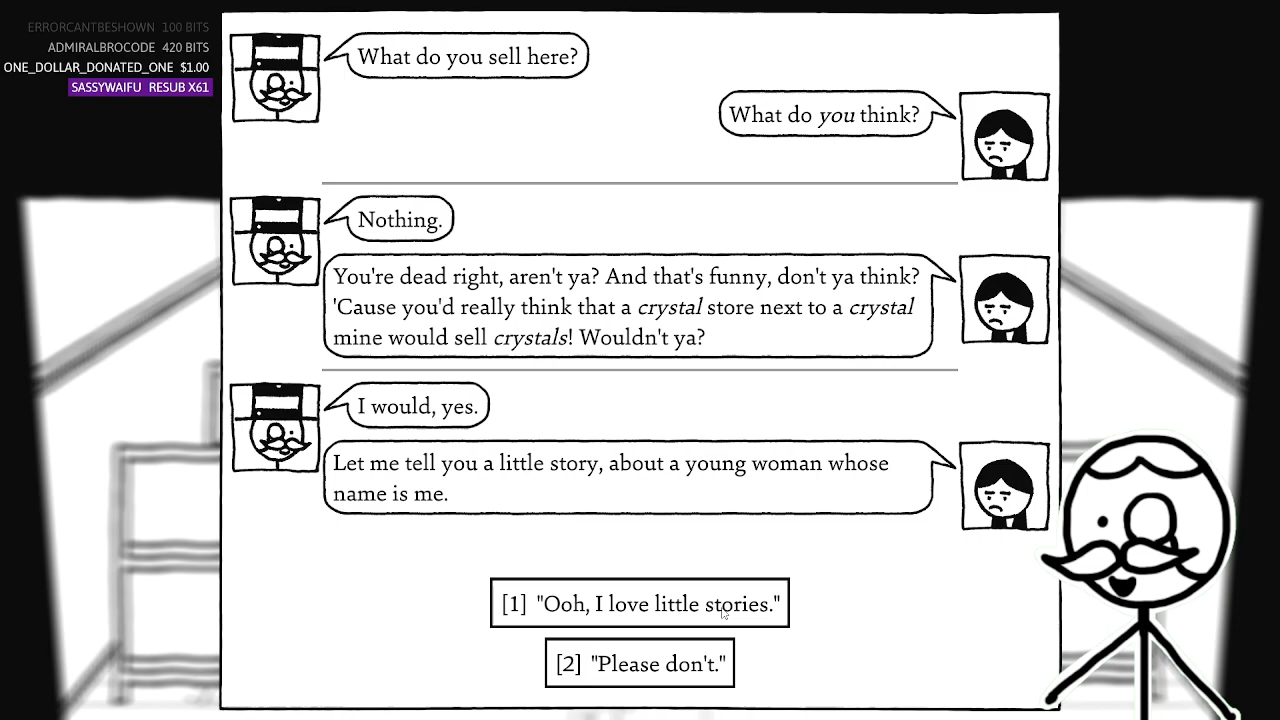 ERRORCANTBESHOWN 100 BITS
ADMIRALBROCODE 420 BITS
ONE_DOLLAR_DONATED_ONE $1.00
SASSYWAIFU RESUB X61
What do you sell here?
What do you think?
Nothing.
You're dead right, aren't ya? And that's funny, don't ya think?
'Cause you'd really think that a crystal store next to a crystal
mine would sell crystals! Wouldn't ya?
I would, yes.
Let me tell you a little story, about a young woman whose
name is me.
[1] "Ooh, I love little stories."
[2] "Please don't."